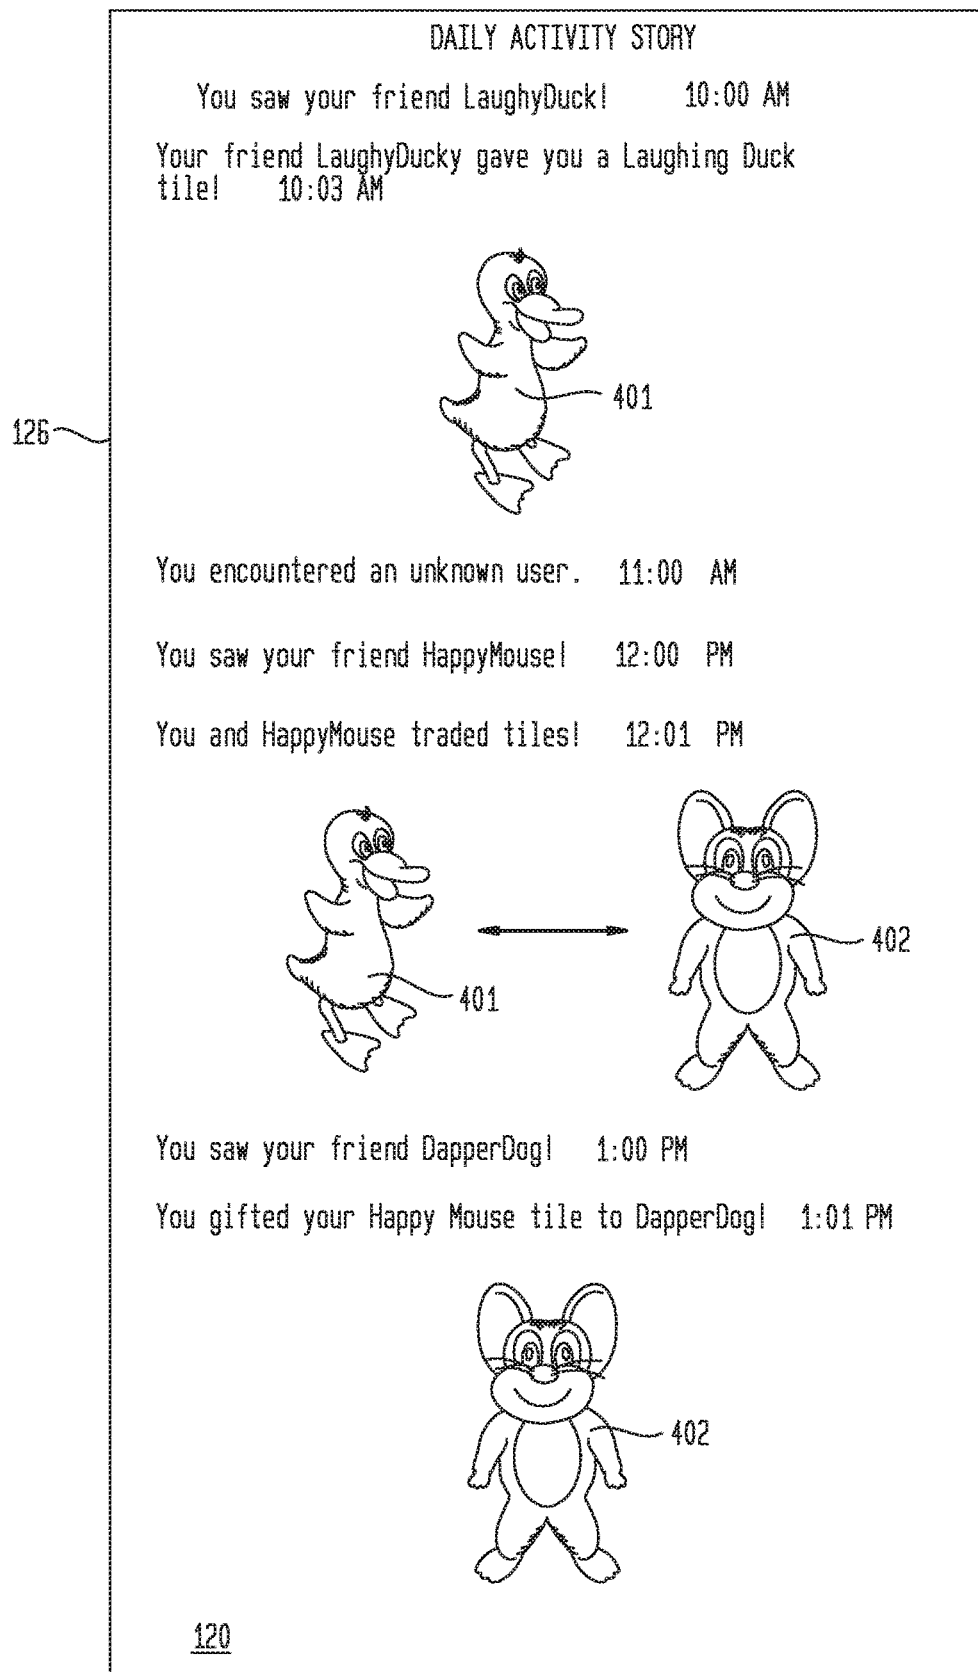 DAILY ACTIVITY STORY
You saw your friend LaughyDuck! 10:00 AM
Your friend LaughyDucky gave you a Laughing Duck
tile! 10:03 AM
401
126
You encountered an unknown user. 11:00 AM
You saw your friend HappyMouse! 12:00 PM
You and HappyMouse traded tiles! 12:01 PM
402
401
You saw your friend DapperDog! 1:00 PM
You gifted your Happy Mouse tile to DapperDog! 1:01 PM
402
120